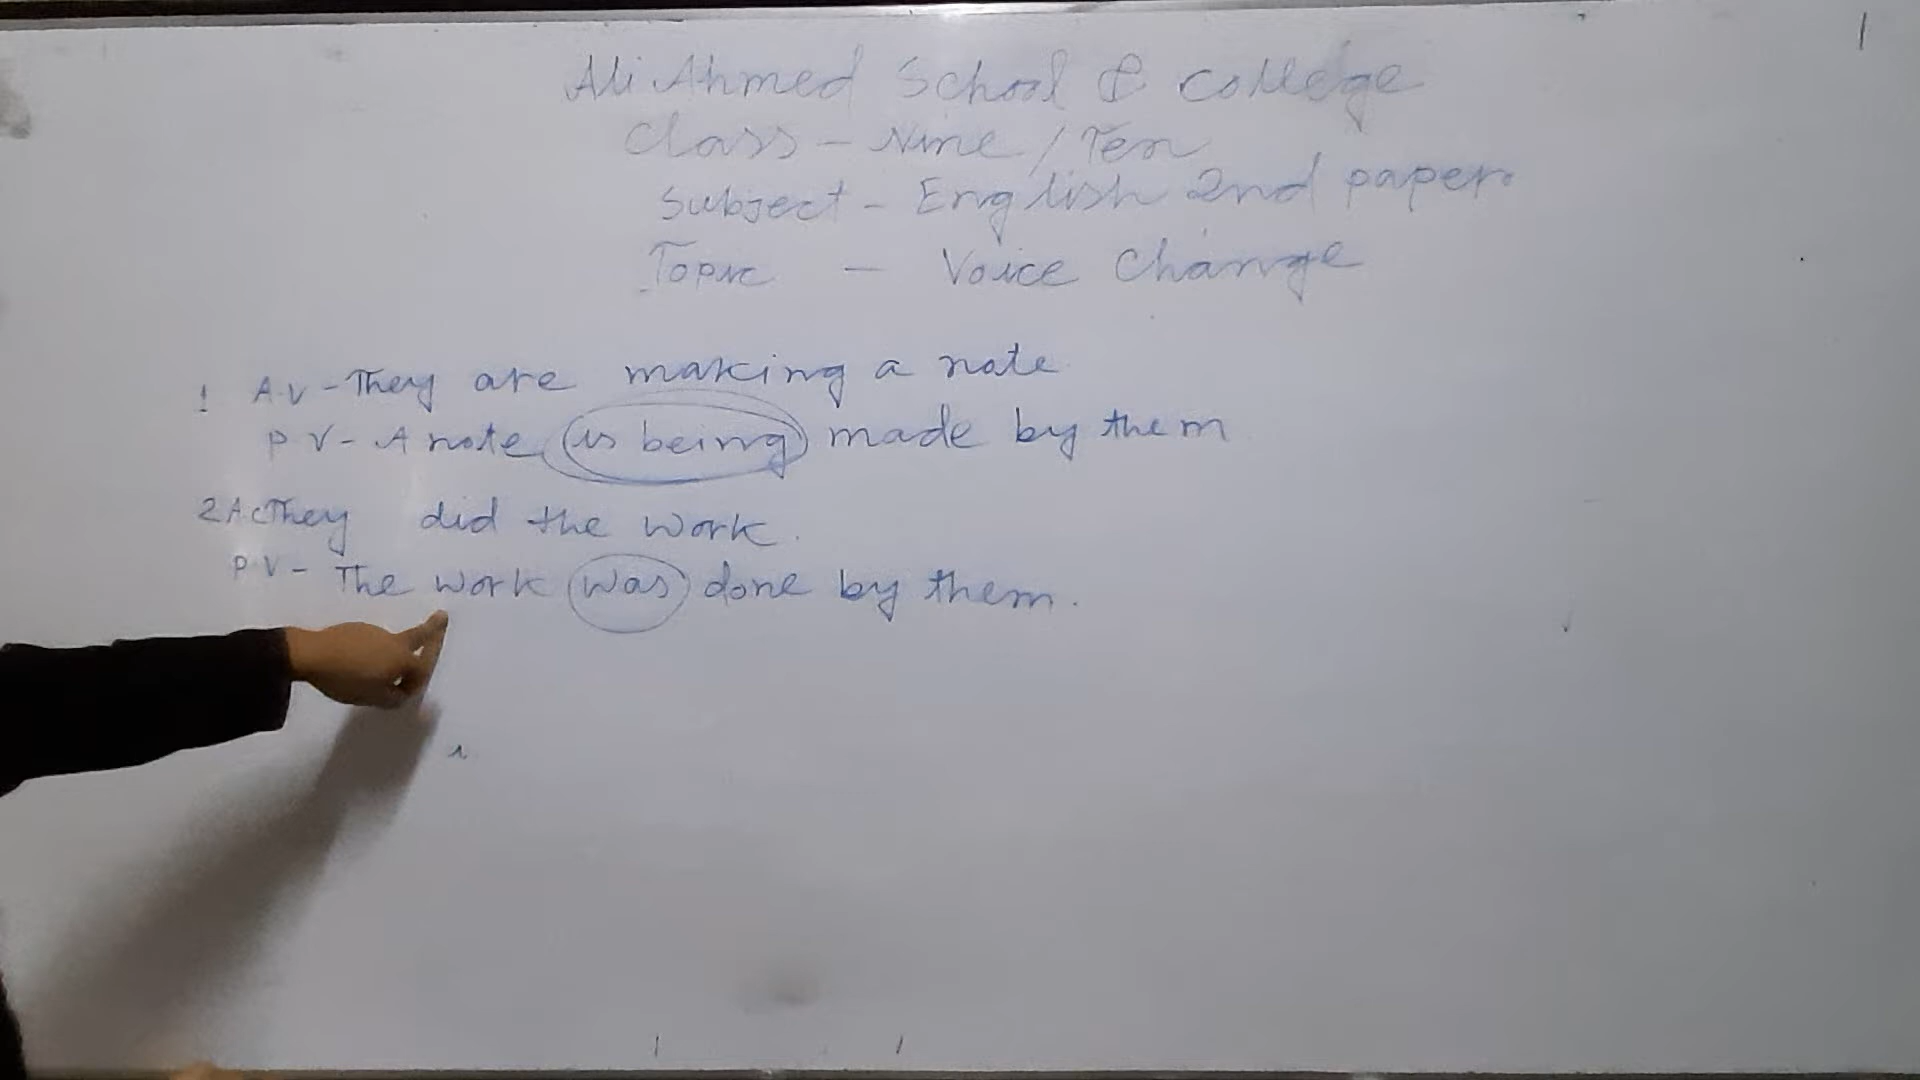 Ali Ahmed School & College
Class - Nine / Ten
Subject - English 2nd paper.
Topic - Voice Change
1 A.V - They are making a note
P V - A note is being made by them
2 Ac They did the work.
P.V - The work was done by them.